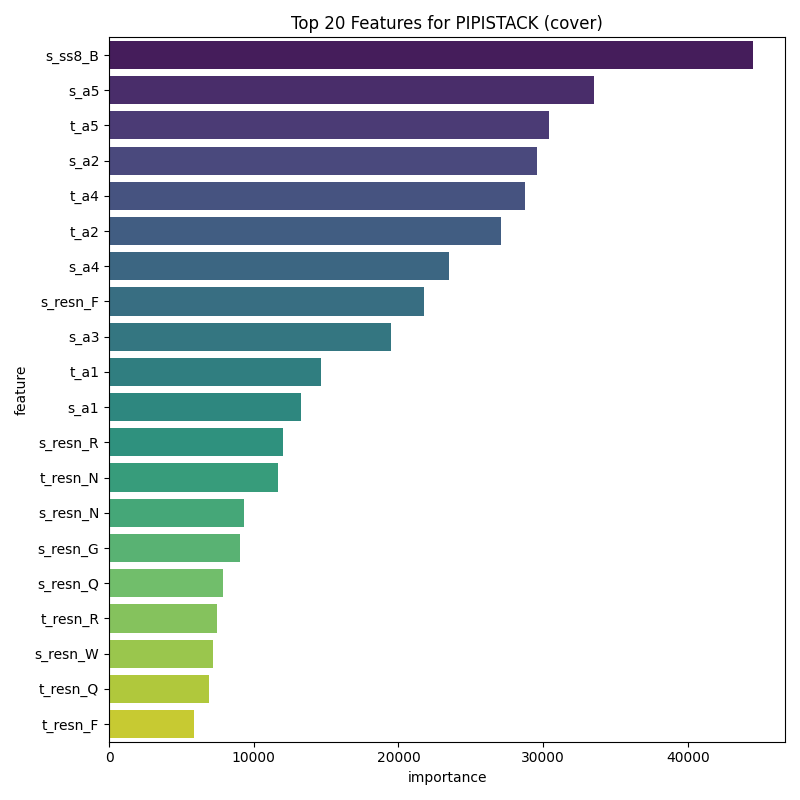 Top 20 Features for PIPISTACK (cover)
s_ss8_B
s_a5
t_a5
s_a2
t_a4
t_a2
s_a4
s_resn_F
s_a3
t_a1
s_a1
s_resn_R
t_resn_N
s_resn_N
s_resn_G
s_resn_Q
t_resn_R
s_resn_W
t_resn_Q
t_resn_F
feature
0 10000 20000 30000 40000
importance